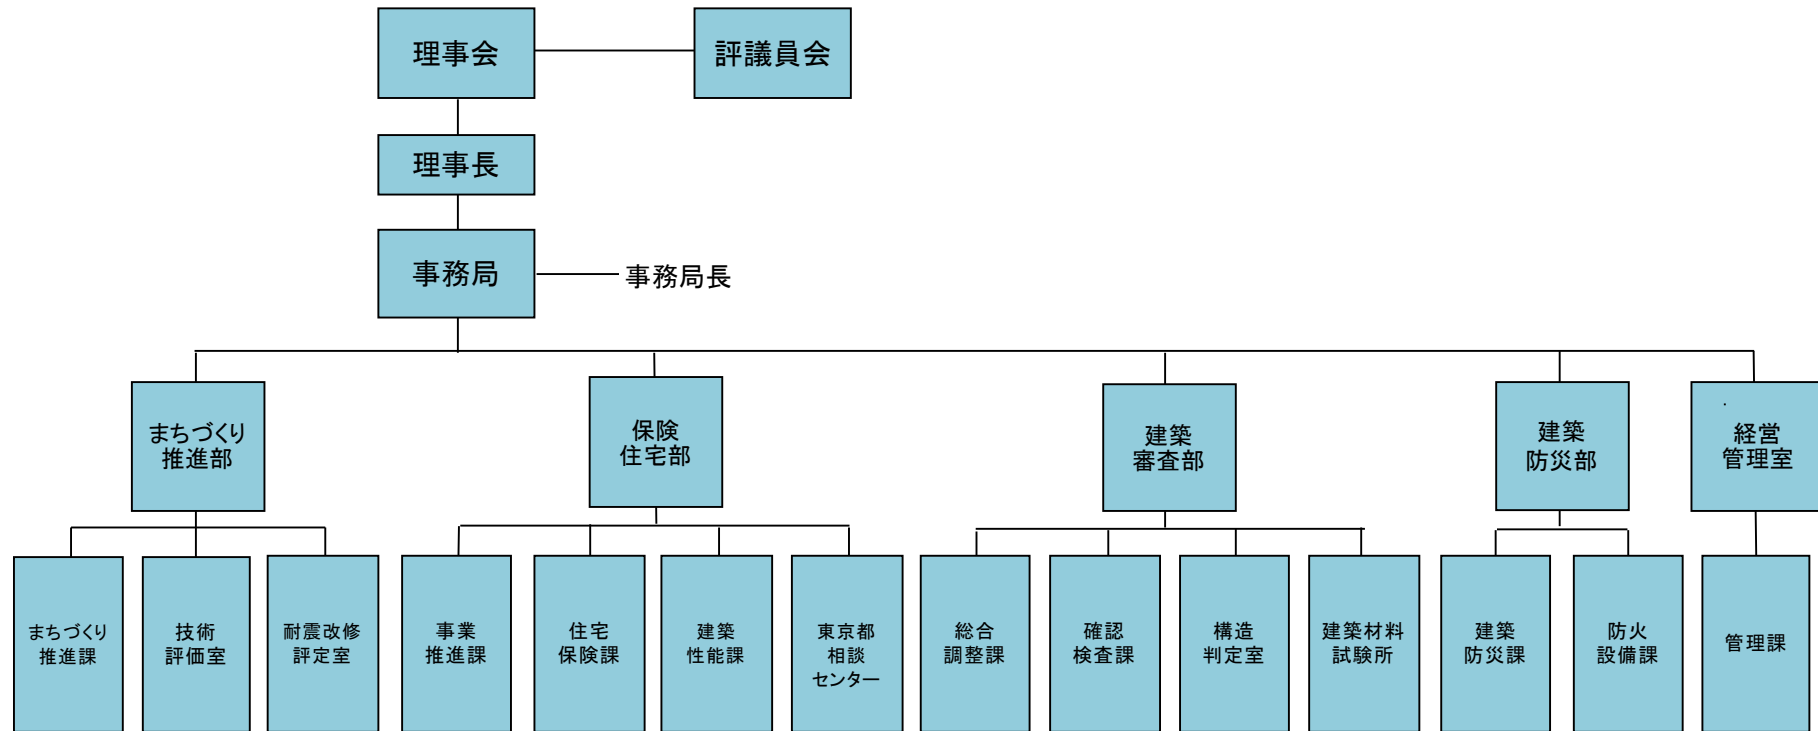 理事会
評議員会
理事長
事務局
事務局長
まちづくり
推進部
保険
住宅部
建築
審査部
建築
防災部
経営
管理室
まちづくり
推進課
技術
評価室
耐震改修
評定室
事業
推進課
住宅
保険課
建築
性能課
東京都
相談
センター
総合
調整課
確認
検査課
構造
判定室
建築材料
試験所
建築
防災課
防火
設備課
管理課